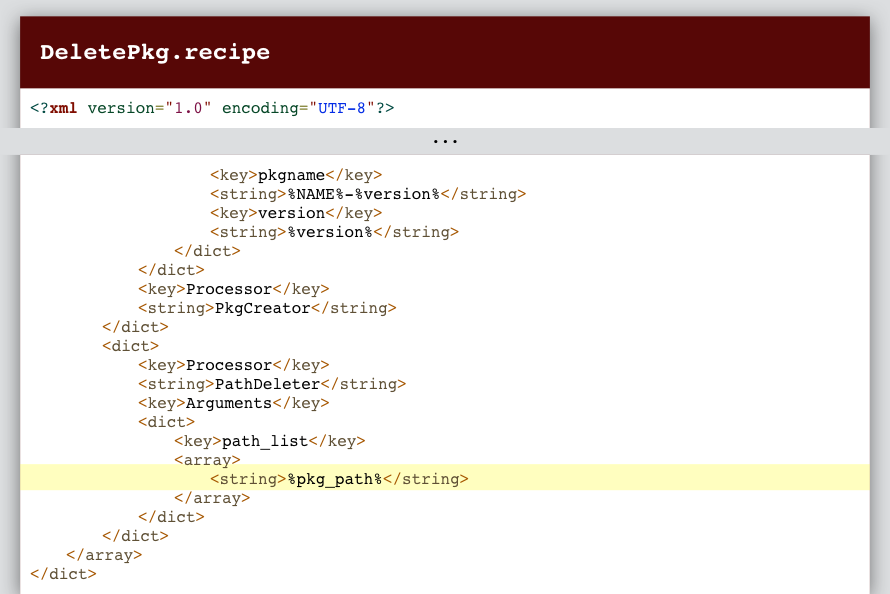 DeletePkg.recipe
<?xml version="1.0" encoding="UTF-8"?>
...
<key>pkgname</key>
<string>%NAME%-%version%</string>
<key>version</key>
<string>%version%</string>
</dict>
</dict>
<key>Processor</key>
<string>PkgCreator</string>
</dict>
<dict>
<key>Processor</key>
<string>PathDeleter</string>
<key>Arguments</key>
<dict>
<key>path_list</key>
<array>
<string>%pkg_path%</string>
</array>
</dict>
</dict>
</array>
</dict>